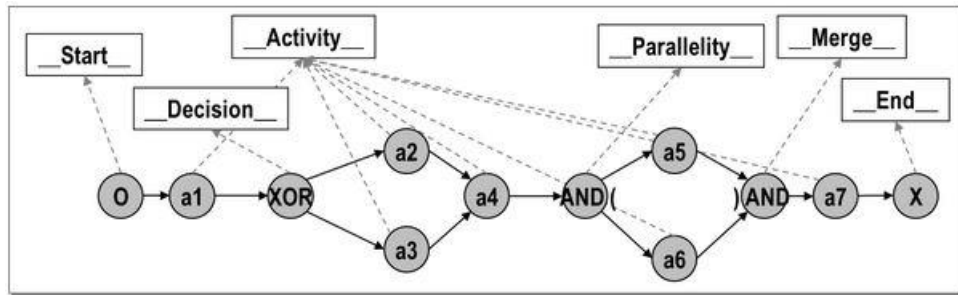 __Activity__
__Parallelity__
__Merge__
__Start__
__Decision__
__End__
a2
a5
O
a1
XOR
a4
AND (
) AND
a7
X
a3
a6